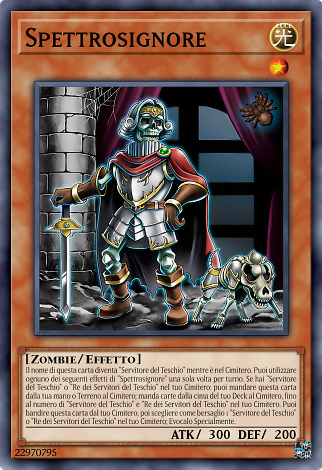 Spettrosignore
光
[Zombie/Effetto]
Il nome di questa carta diventa "Servitore del Teschio" mentre è nel Cimitero. Puoi utilizzare
ognuno dei seguenti effetti di "Spettrosignore" una sola volta per turno. Se hai "Servitore
del Teschio" o "Re dei Servitori del Teschio" nel tuo Cimitero: puoi mandare questa carta
dalla tua mano o Terreno al Cimitero; manda carte dalla cima del tuo Deck al Cimitero, fino
al numero di "Servitore del Teschio" e "Re dei Servitori del Teschio" nel tuo Cimitero. Puoi
bandire questa carta dal tuo Cimitero, poi scegliere come bersaglio 1 "Servitore del Teschio"
o "Re dei Servitori del Teschio" nel tuo Cimitero; Evocalo Specialmente.
ATK/ 300 DEF/ 200
22970795